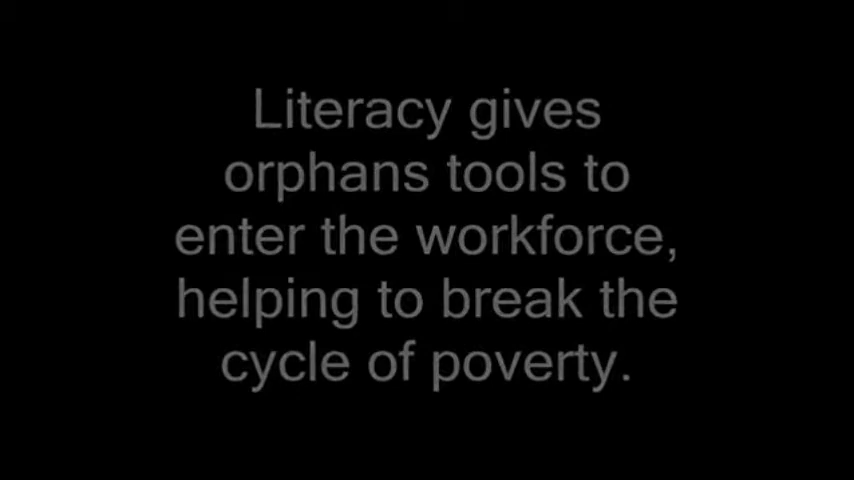 Literacy gives
orphans tools to
enter the workforce,
helping to break the
cycle of poverty.